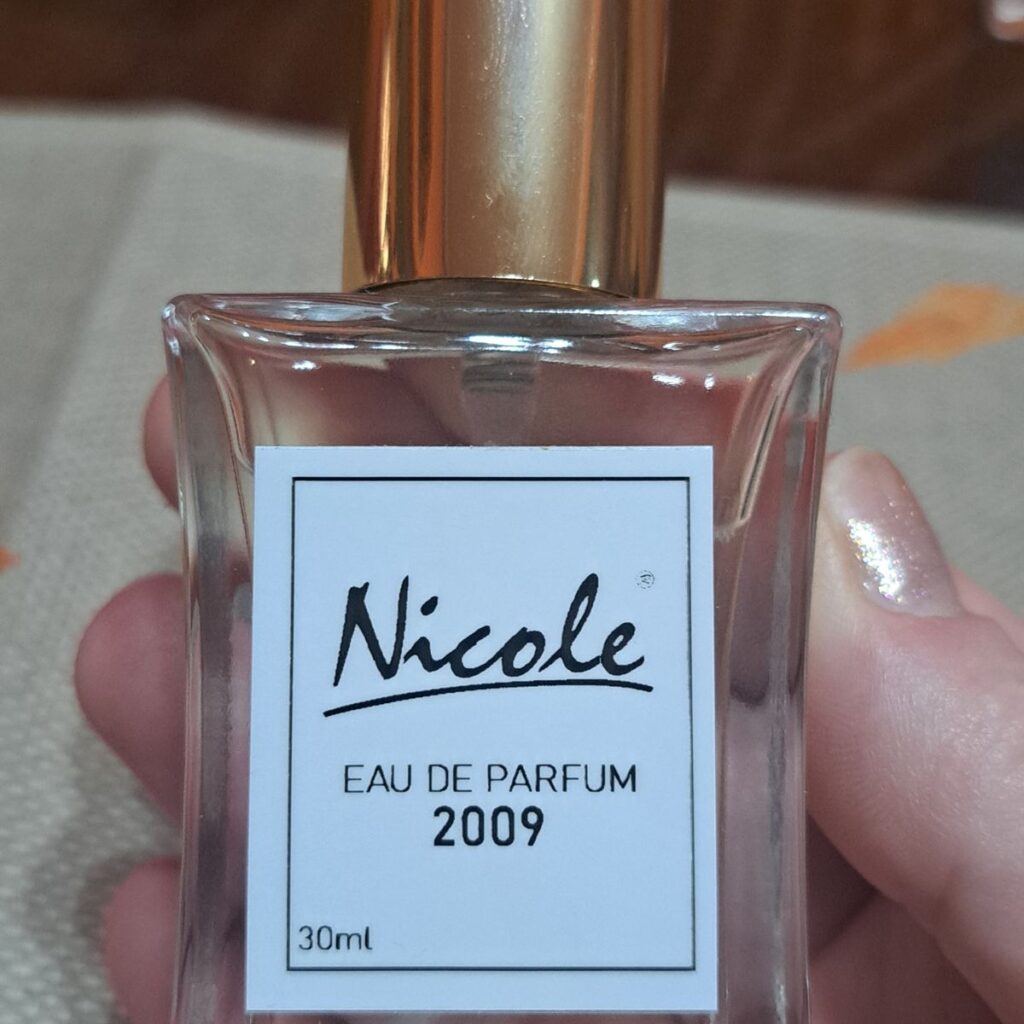 Nicole®
EAU DE PARFUM
2009
30ml